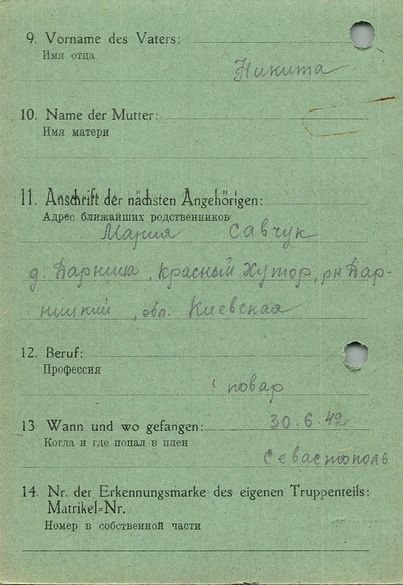 9. Vorname des Vaters:
Имя отца
Никита
10. Name der Mutter:
Имя матери
11. Anschrift der nächsten Angehörigen:
Адрес ближайших родственников
Мария Савчук
д. Дарница, Красный Хутор, рн Дар-
ницкий, обл. Киевская
12. Beruf:
Профессия
повар
13 Wann und wo gefangen:
30.6.42
Когда и где попал в плен
Севастополь
14. Nr. der Erkennungsmarke des eigenen Truppenteils:
Matrikel-Nr.
Номер в собственной части